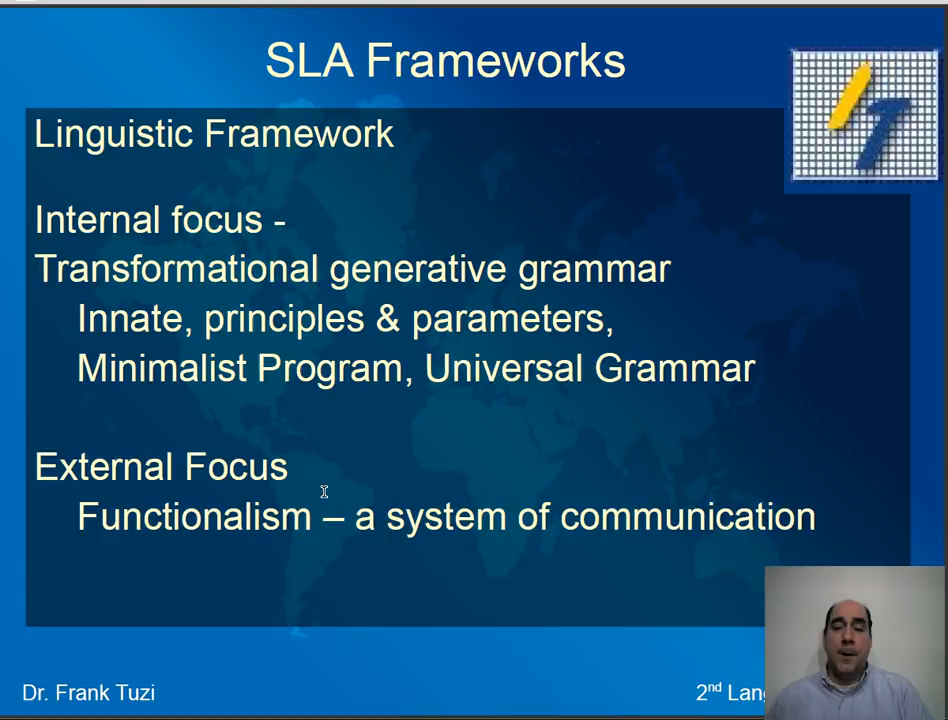 SLA Frameworks
Linguistic Framework
Internal focus -
Transformational generative grammar
Innate, principles & parameters,
Minimalist Program, Universal Grammar
External Focus
Functionalism – a system of communication
Dr. Frank Tuzi
2nd Lang